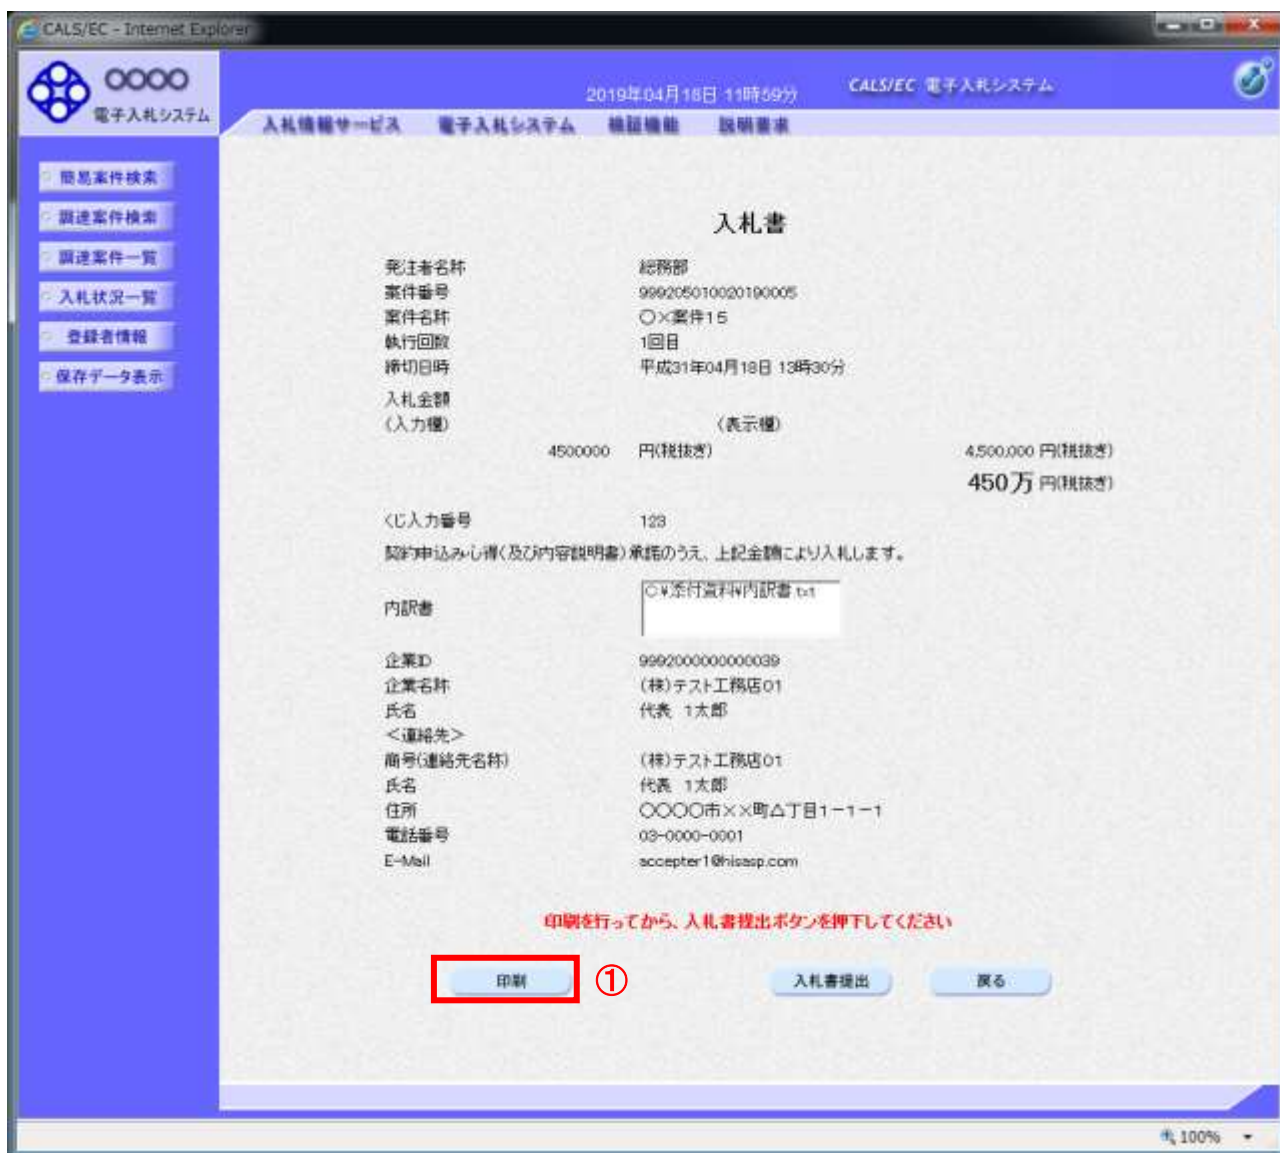 CALS/EC - Internet Explorer
○○○○
電子入札システム
2019年04月16日 11時59分
CALS/EC 電子入札システム
入札情報サービス 電子入札システム 検証機能 説明要求
簡易案件検索
調達案件検索
調達案件一覧
入札状況一覧
登録者情報
保存データ表示
入札書
発注者名称 総務部
案件番号 999205010020190005
案件名称 ○×案件15
執行回数 1回目
締切日時 平成31年04月18日 13時30分
入札金額
(入力欄) (表示欄)
4500000 円(税抜き) 4,500,000 円(税抜き)
450万 円(税抜き)
くじ入力番号 123
契約申込み心得(及び内容説明書)承諾のうえ、上記金額により入札します。
内訳書 C:¥添付資料¥内訳書.txt
企業ID 9992000000000039
企業名称 (株)テスト工務店01
氏名 代表 1太郎
<連絡先>
商号(連絡先名称) (株)テスト工務店01
氏名 代表 1太郎
住所 ○○○○市××町△丁目1-1-1
電話番号 03-0000-0001
E-Mail accepter1@hisasp.com
印刷を行ってから、入札書提出ボタンを押下してください
印刷 ① 入札書提出 戻る
100%